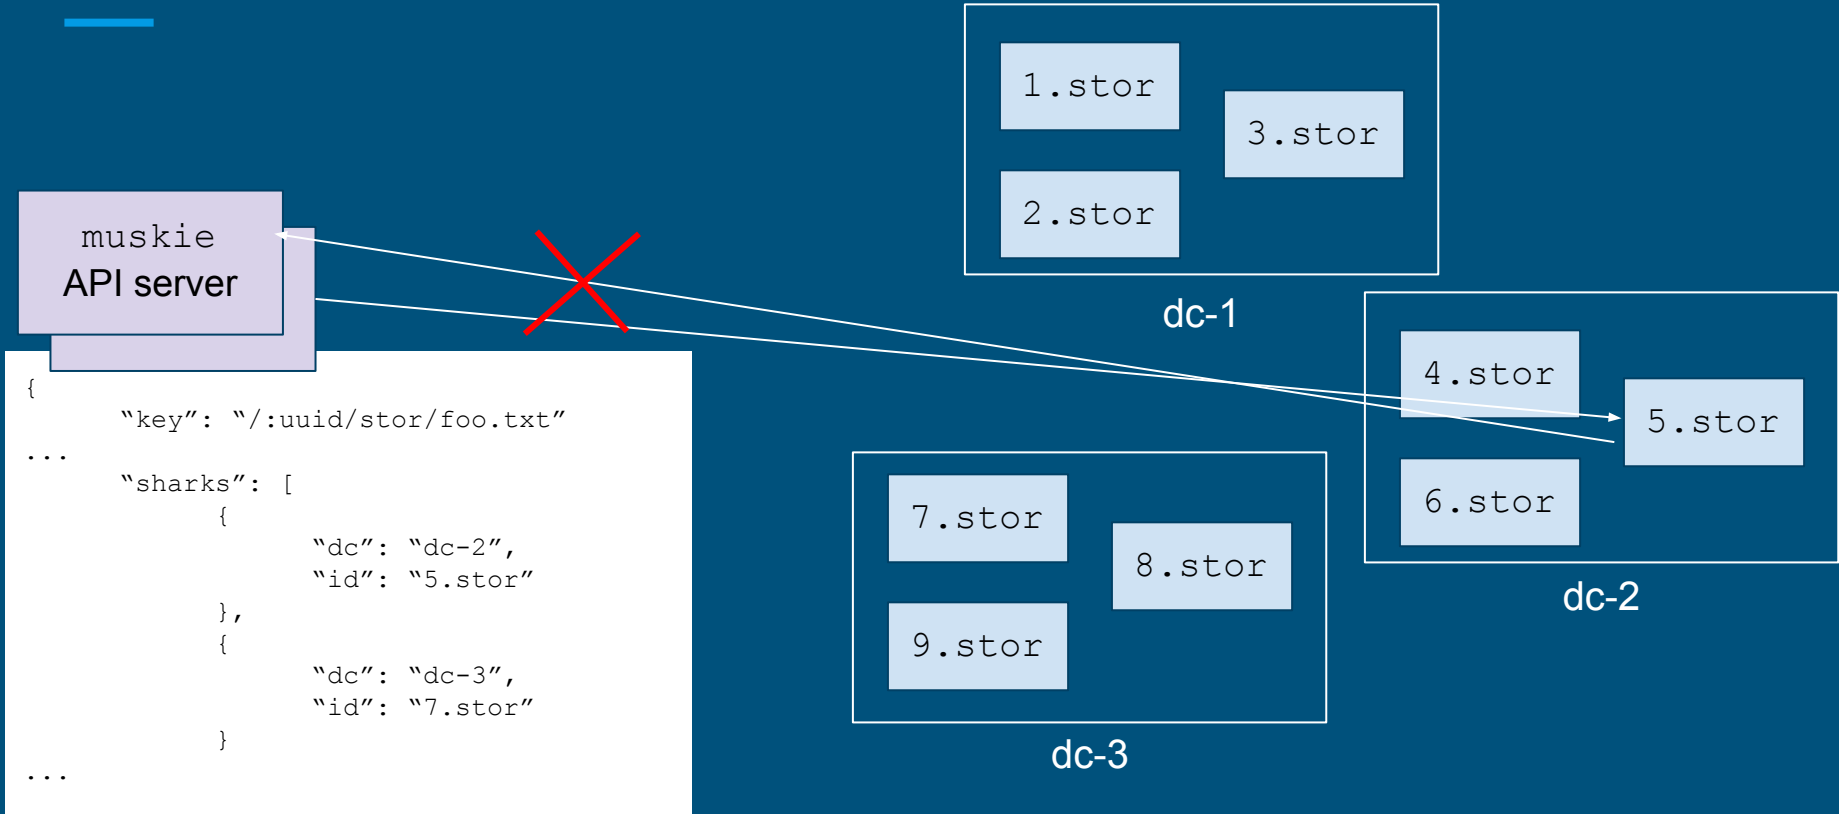 muskie
API server
{
“key”: “/:uuid/stor/foo.txt”
...
“sharks”: [
{
“dc”: “dc-2”,
“id”: “5.stor”
},
{
“dc”: “dc-3”,
“id”: “7.stor”
}
...
1.stor
3.stor
2.stor
dc-1
4.stor
5.stor
6.stor
dc-2
7.stor
8.stor
9.stor
dc-3